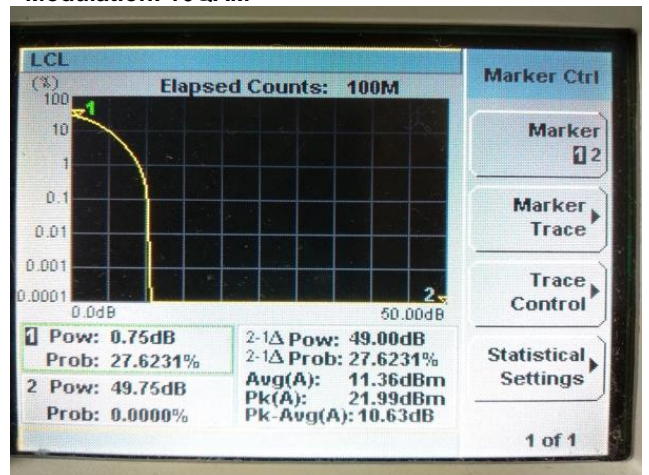 LCL
Marker Ctrl
(%)
Elapsed Counts: 100M
100
1
10
1
0.1
0.01
0.001
0.0001
2
0.0dB
50.00dB
Marker
1 2
Marker
Trace
Trace
Control
Statistical
Settings
1 Pow: 0.75dB
Prob: 27.6231%
2 Pow: 49.75dB
Prob: 0.0000%
2-1Δ Pow: 49.00dB
2-1Δ Prob: 27.6231%
Avg(A): 11.36dBm
Pk(A): 21.99dBm
Pk-Avg(A): 10.63dB
1 of 1